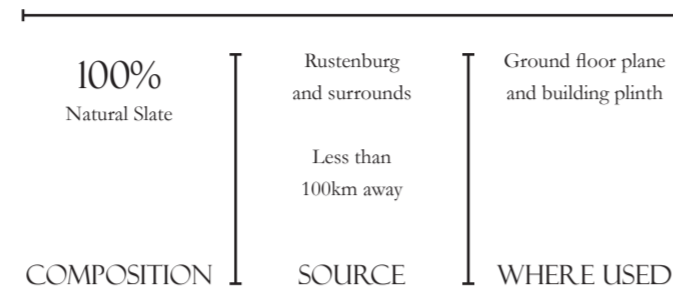 100%
Natural Slate
COMPOSITION
Rustenburg
and surrounds
Less than
100km away
SOURCE
Ground floor plane
and building plinth
WHERE USED